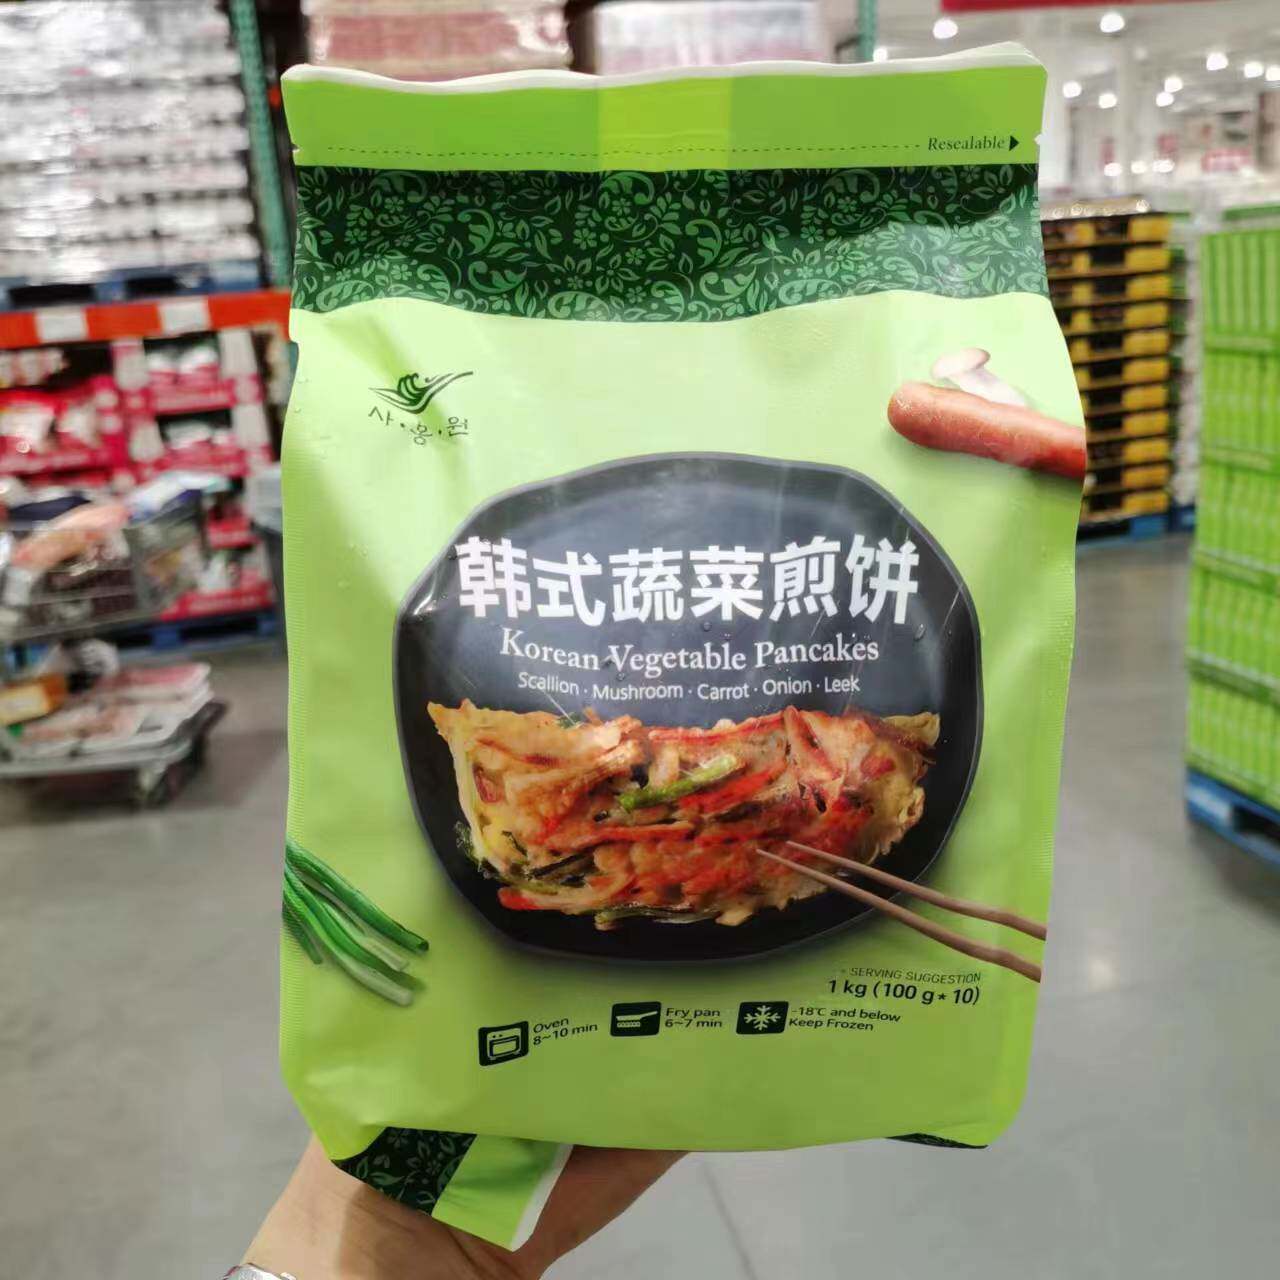 Resealable
사·옹·원
韩式蔬菜煎饼
Korean Vegetable Pancakes
Scallion · Mushroom · Carrot · Onion · Leek
* SERVING SUGGESTION
1 kg (100 g * 10)
Oven
8~10 min
Fry pan
6~7 min
-18℃ and below
Keep Frozen